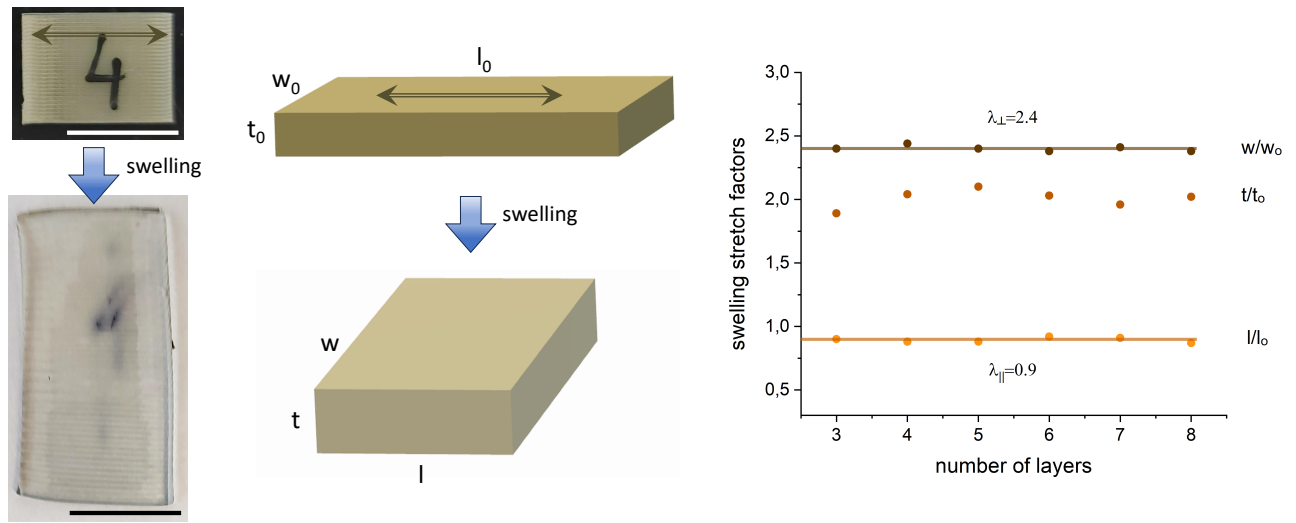 4
swelling
l₀
w₀
t₀
swelling
w
t
l
3,0
2,5
2,0
1,5
1,0
0,5
swelling stretch factors
λ⊥=2.4
λ||=0.9
w/wₒ
t/tₒ
l/lₒ
3 4 5 6 7 8
number of layers